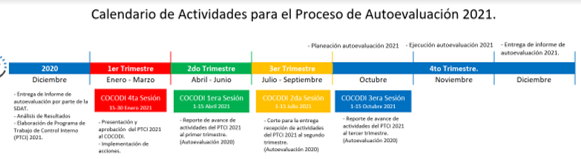 Calendario de Actividades para el Proceso de Autoevaluación 2021.
- Planeación autoevaluación 2021
- Ejecución autoevaluación 2021
- Entrega de informe de
autoevaluación 2021.
2020
1er Trimestre
2do Trimestre
3er Trimestre
4to Trimestre.
Diciembre
Enero - Marzo
Abril - Junio
Julio - Septiembre
Octubre
Noviembre
Diciembre
- Entrega de informe de
autoevaluación por parte de la
SDAT.
- Análisis de Resultados
- Elaboración de Programa de
Trabajo de Control Interno
(PTCI) 2021.
COCODI 4ta Sesión
15-30 Enero 2021
- Presentación y
aprobación del PTCI 2021
al COCODI.
- Implementación de
acciones.
COCODI 1era Sesión
1-15 Abril 2021
- Reporte de avance de
actividades del PTCI 2021
al primer trimestre.
(Autoevaluación 2020)
COCODI 2da Sesión
1-15 Julio 2021
- Corte para la entrega
recepción de actividades
del PTCI 2021 al segundo
trimestre.
(Autoevaluación 2020)
COCODI 3era Sesión
1-15 Octubre 2021
- Reporte de avance de
actividades del PTCI 2021
al tercer trimestre.
(Autoevaluación 2020)